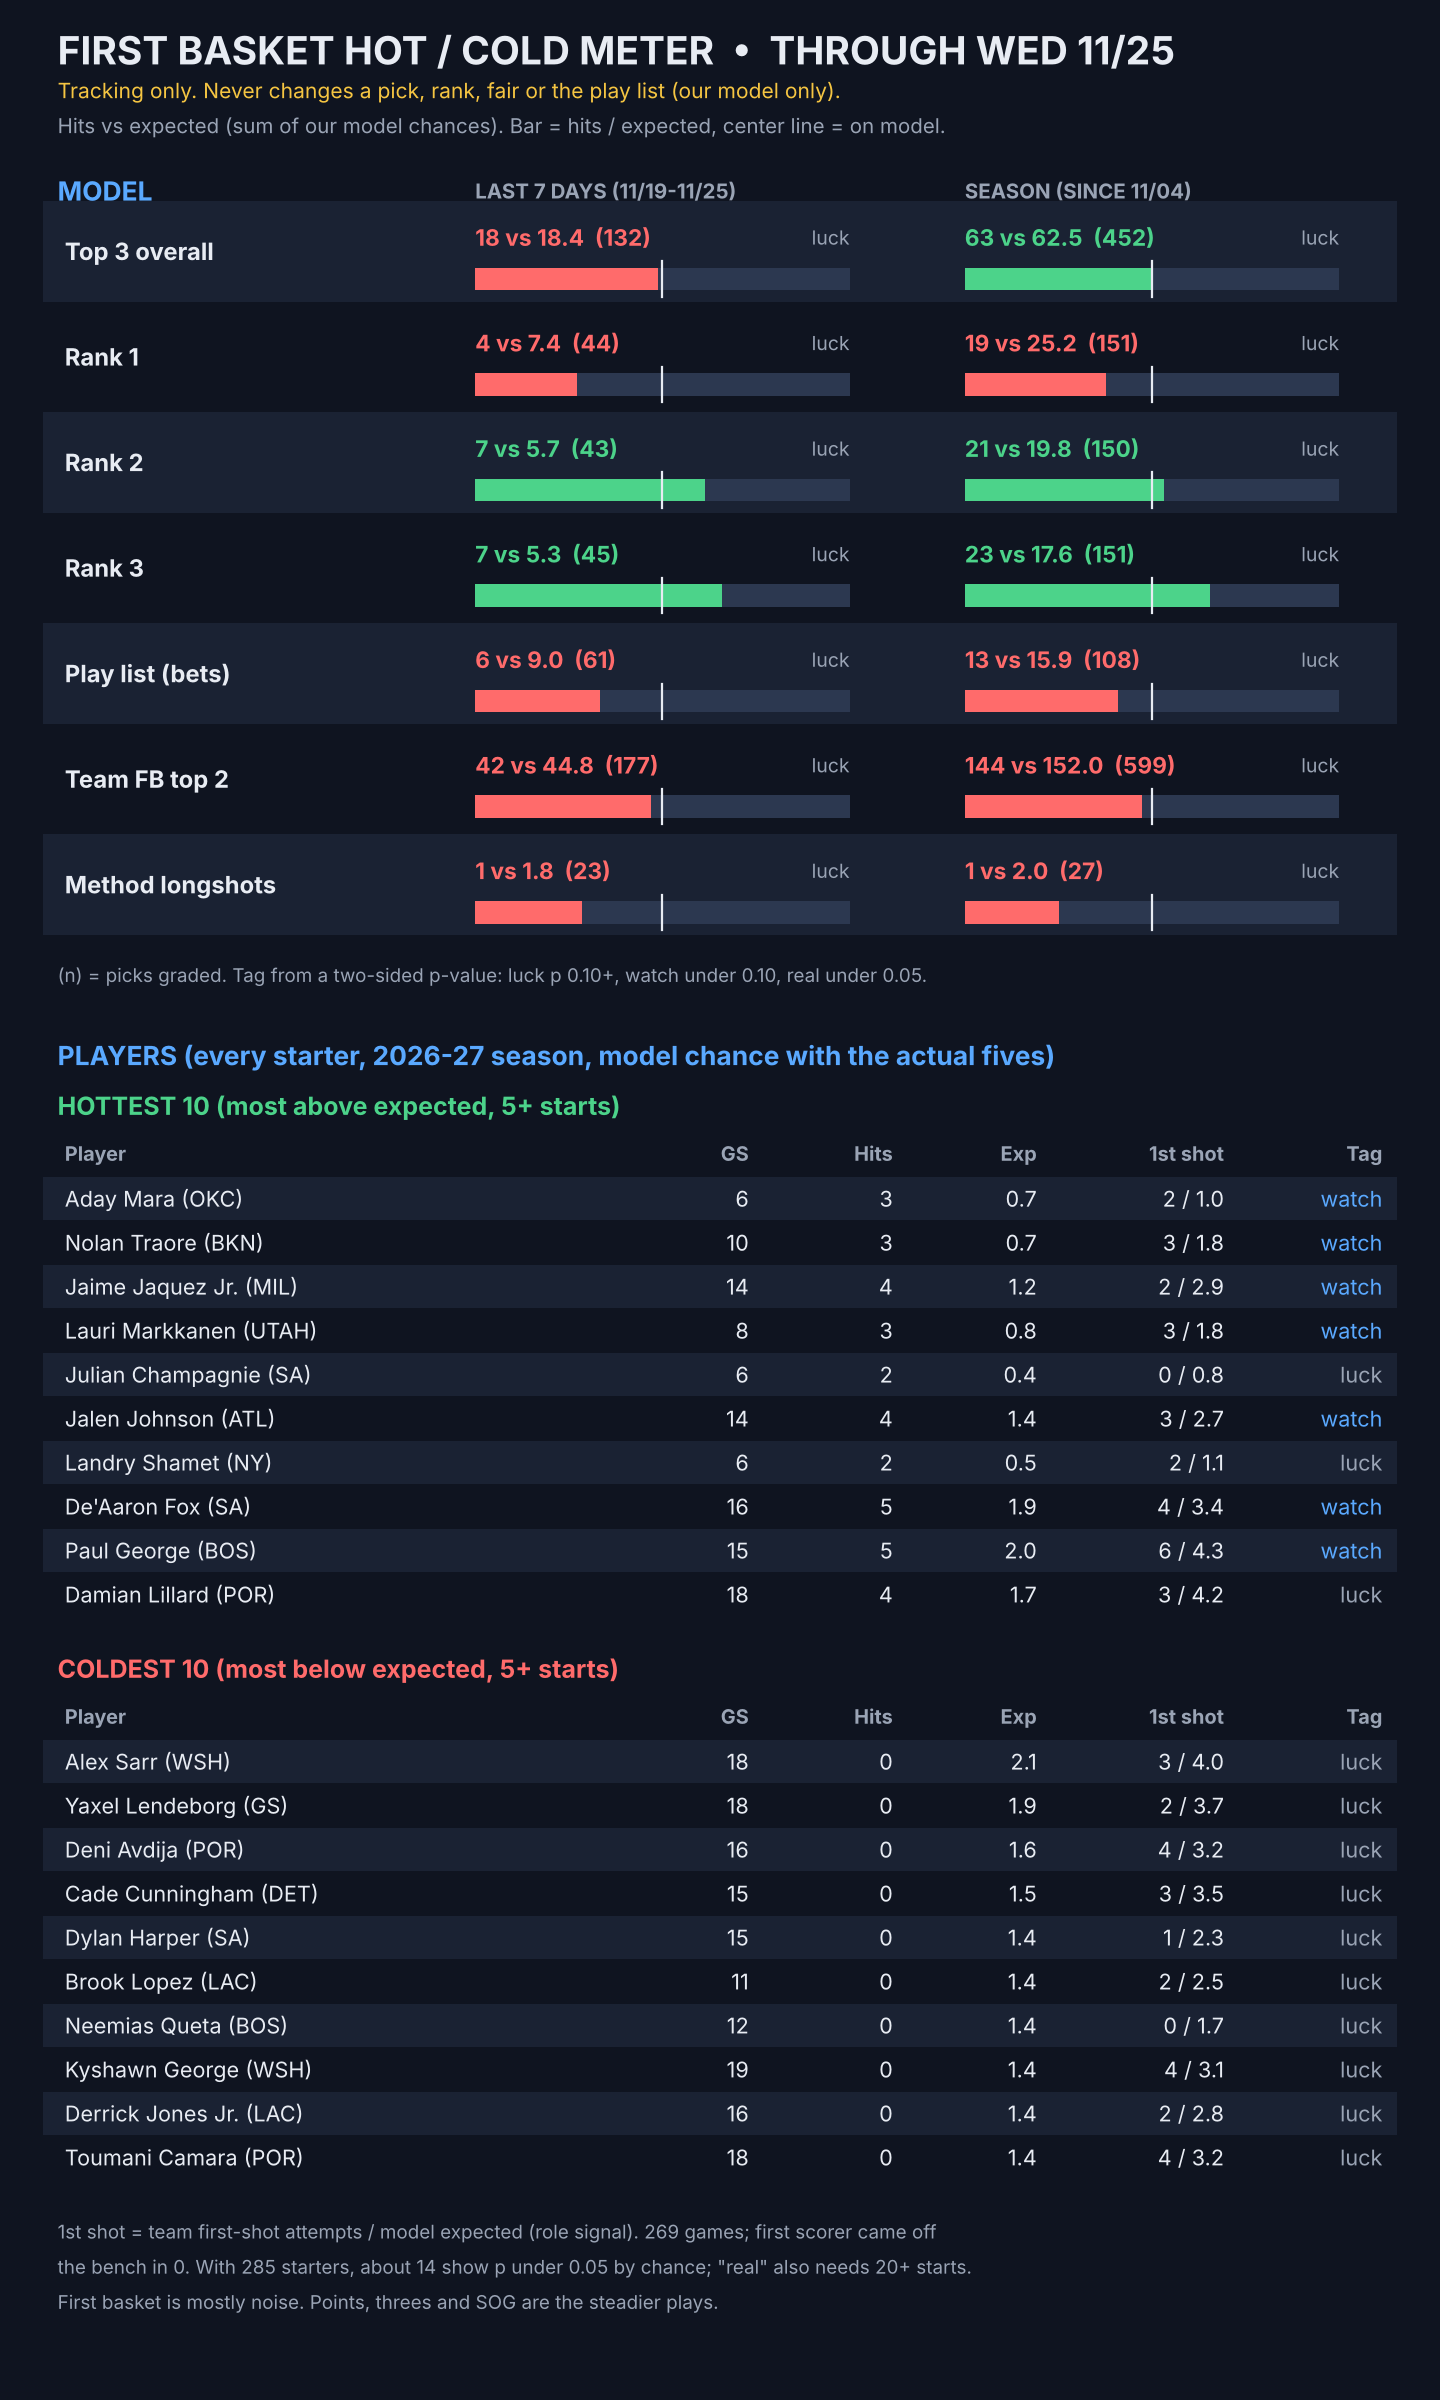 FIRST BASKET HOT / COLD METER • THROUGH WED 11/25
Tracking only. Never changes a pick, rank, fair or the play list (our model only).
Hits vs expected (sum of our model chances). Bar = hits / expected, center line = on model.
MODEL LAST 7 DAYS (11/19-11/25) SEASON (SINCE 11/04)
Top 3 overall 18 vs 18.4 (132) luck 63 vs 62.5 (452) luck
Rank 1 4 vs 7.4 (44) luck 19 vs 25.2 (151) luck
Rank 2 7 vs 5.7 (43) luck 21 vs 19.8 (150) luck
Rank 3 7 vs 5.3 (45) luck 23 vs 17.6 (151) luck
Play list (bets) 6 vs 9.0 (61) luck 13 vs 15.9 (108) luck
Team FB top 2 42 vs 44.8 (177) luck 144 vs 152.0 (599) luck
Method longshots 1 vs 1.8 (23) luck 1 vs 2.0 (27) luck
(n) = picks graded. Tag from a two-sided p-value: luck p 0.10+, watch under 0.10, real under 0.05.
PLAYERS (every starter, 2026-27 season, model chance with the actual fives)
HOTTEST 10 (most above expected, 5+ starts)
Player GS Hits Exp 1st shot Tag
Aday Mara (OKC) 6 3 0.7 2 / 1.0 watch
Nolan Traore (BKN) 10 3 0.7 3 / 1.8 watch
Jaime Jaquez Jr. (MIL) 14 4 1.2 2 / 2.9 watch
Lauri Markkanen (UTAH) 8 3 0.8 3 / 1.8 watch
Julian Champagnie (SA) 6 2 0.4 0 / 0.8 luck
Jalen Johnson (ATL) 14 4 1.4 3 / 2.7 watch
Landry Shamet (NY) 6 2 0.5 2 / 1.1 luck
De'Aaron Fox (SA) 16 5 1.9 4 / 3.4 watch
Paul George (BOS) 15 5 2.0 6 / 4.3 watch
Damian Lillard (POR) 18 4 1.7 3 / 4.2 luck
COLDEST 10 (most below expected, 5+ starts)
Player GS Hits Exp 1st shot Tag
Alex Sarr (WSH) 18 0 2.1 3 / 4.0 luck
Yaxel Lendeborg (GS) 18 0 1.9 2 / 3.7 luck
Deni Avdija (POR) 16 0 1.6 4 / 3.2 luck
Cade Cunningham (DET) 15 0 1.5 3 / 3.5 luck
Dylan Harper (SA) 15 0 1.4 1 / 2.3 luck
Brook Lopez (LAC) 11 0 1.4 2 / 2.5 luck
Neemias Queta (BOS) 12 0 1.4 0 / 1.7 luck
Kyshawn George (WSH) 19 0 1.4 4 / 3.1 luck
Derrick Jones Jr. (LAC) 16 0 1.4 2 / 2.8 luck
Toumani Camara (POR) 18 0 1.4 4 / 3.2 luck
1st shot = team first-shot attempts / model expected (role signal). 269 games; first scorer came off
the bench in 0. With 285 starters, about 14 show p under 0.05 by chance; "real" also needs 20+ starts.
First basket is mostly noise. Points, threes and SOG are the steadier plays.